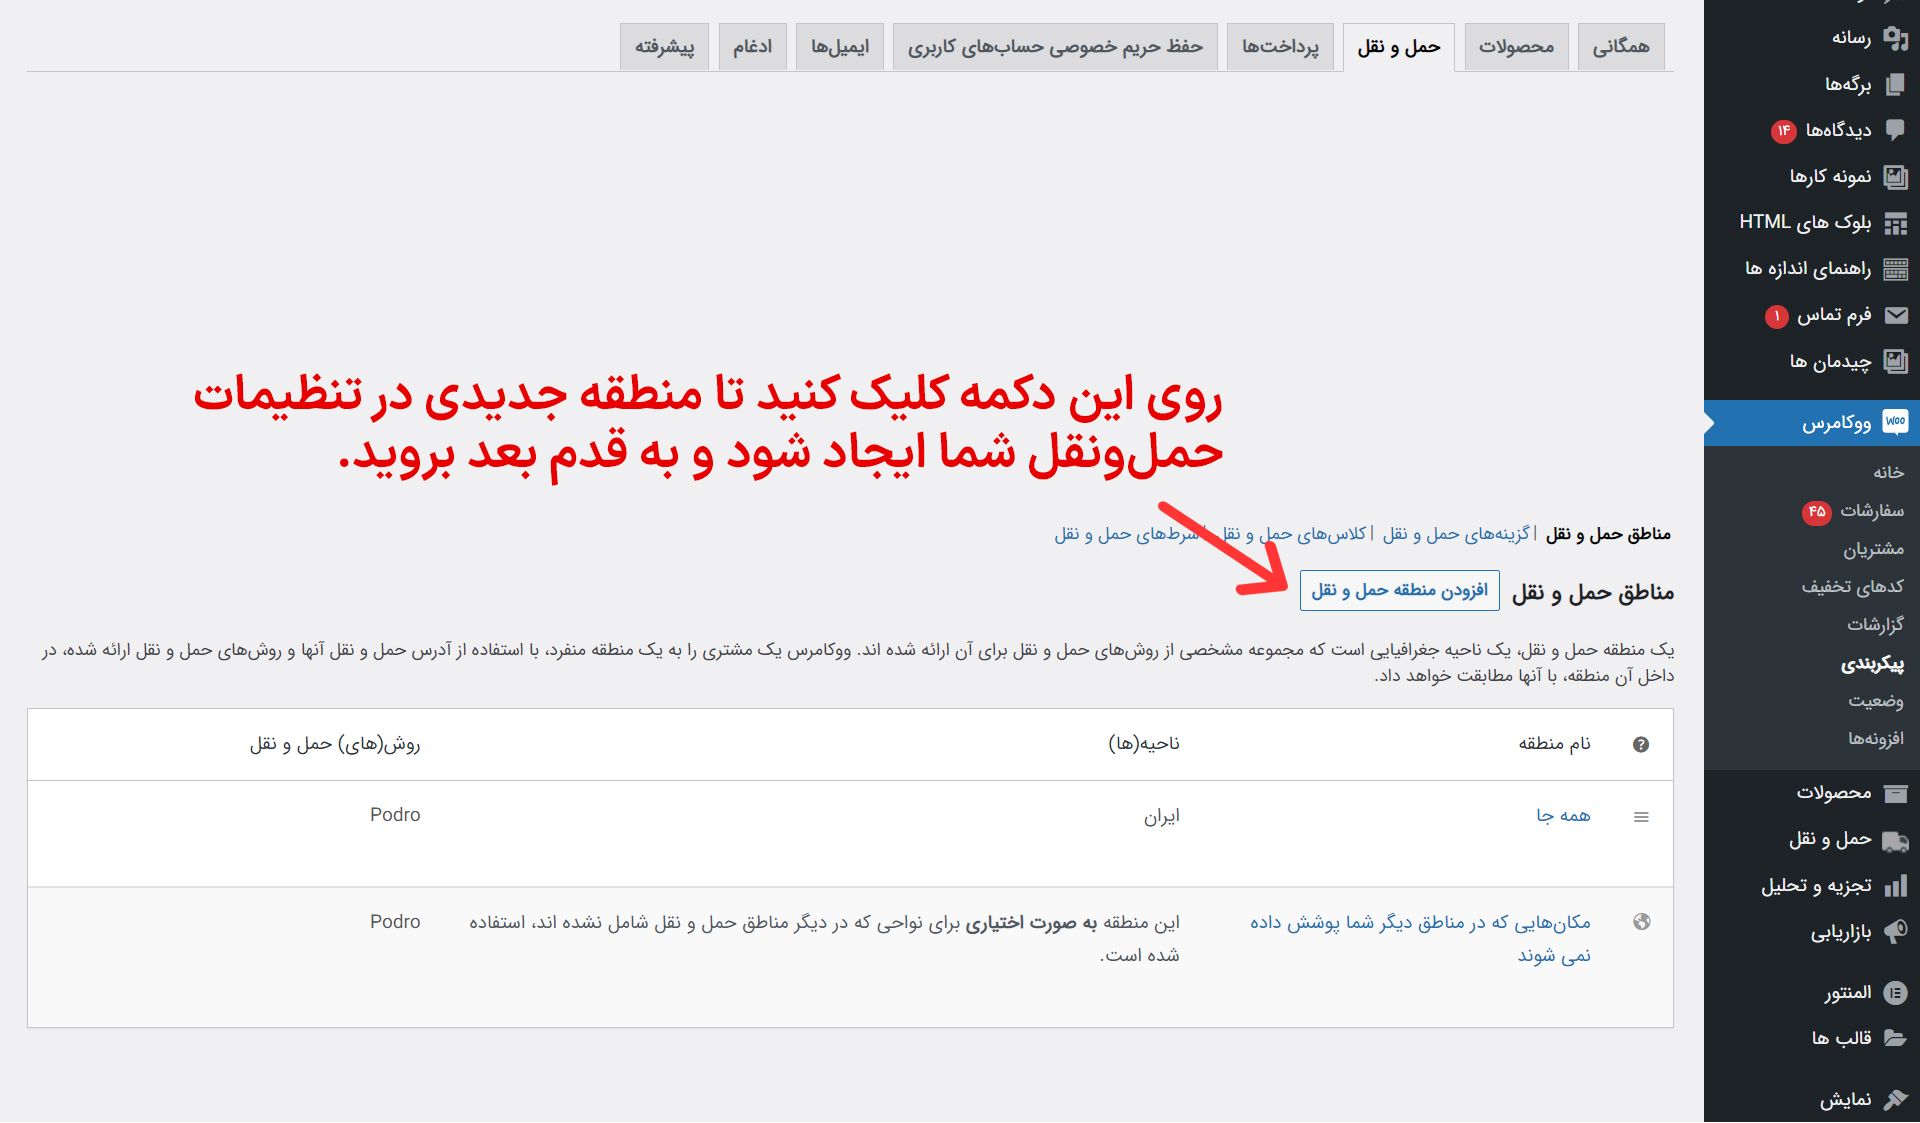 همگانی
محصولات
حمل و نقل
پرداخت‌ها
حفظ حریم خصوصی حساب‌های کاربری
ایمیل‌ها
ادغام
پیشرفته
روی این دکمه کلیک کنید تا منطقه جدیدی در تنظیمات
حمل‌ونقل شما ایجاد شود و به قدم بعد بروید.
مناطق حمل و نقل | گزینه‌های حمل و نقل | کلاس‌های حمل و نقل | شرط‌های حمل و نقل
مناطق حمل و نقل
افزودن منطقه حمل و نقل
یک منطقه حمل و نقل، یک ناحیه جغرافیایی است که مجموعه مشخصی از روش‌های حمل و نقل برای آن ارائه شده اند. ووکامرس یک مشتری را به یک منطقه منفرد، با استفاده از آدرس حمل و نقل آنها و روش‌های حمل و نقل ارائه شده، در
داخل آن منطقه، با آنها مطابقت خواهد داد.
نام منطقه
ناحیه(ها)
روش(های) حمل و نقل
همه جا
ایران
Podro
مکان‌هایی که در مناطق دیگر شما پوشش داده
نمی شوند
این منطقه به صورت اختیاری برای نواحی که در دیگر مناطق حمل و نقل شامل نشده اند، استفاده
شده است.
Podro
رسانه
برگه‌ها
دیدگاه‌ها ۱۴
نمونه کارها
بلوک های HTML
راهنمای اندازه ها
فرم تماس ۱
چیدمان ها
Woo
ووکامرس
خانه
سفارشات ۴۵
مشتریان
کدهای تخفیف
گزارشات
پیکربندی
وضعیت
افزونه‌ها
محصولات
حمل و نقل
تجزیه و تحلیل
بازاریابی
المنتور
قالب ها
نمایش